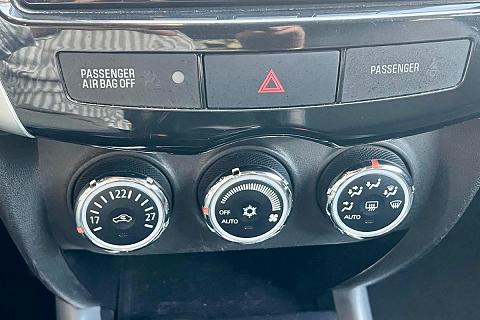 PASSENGER
AIR BAG OFF
PASSENGER
17 22 27
OFF
AUTO
AUTO